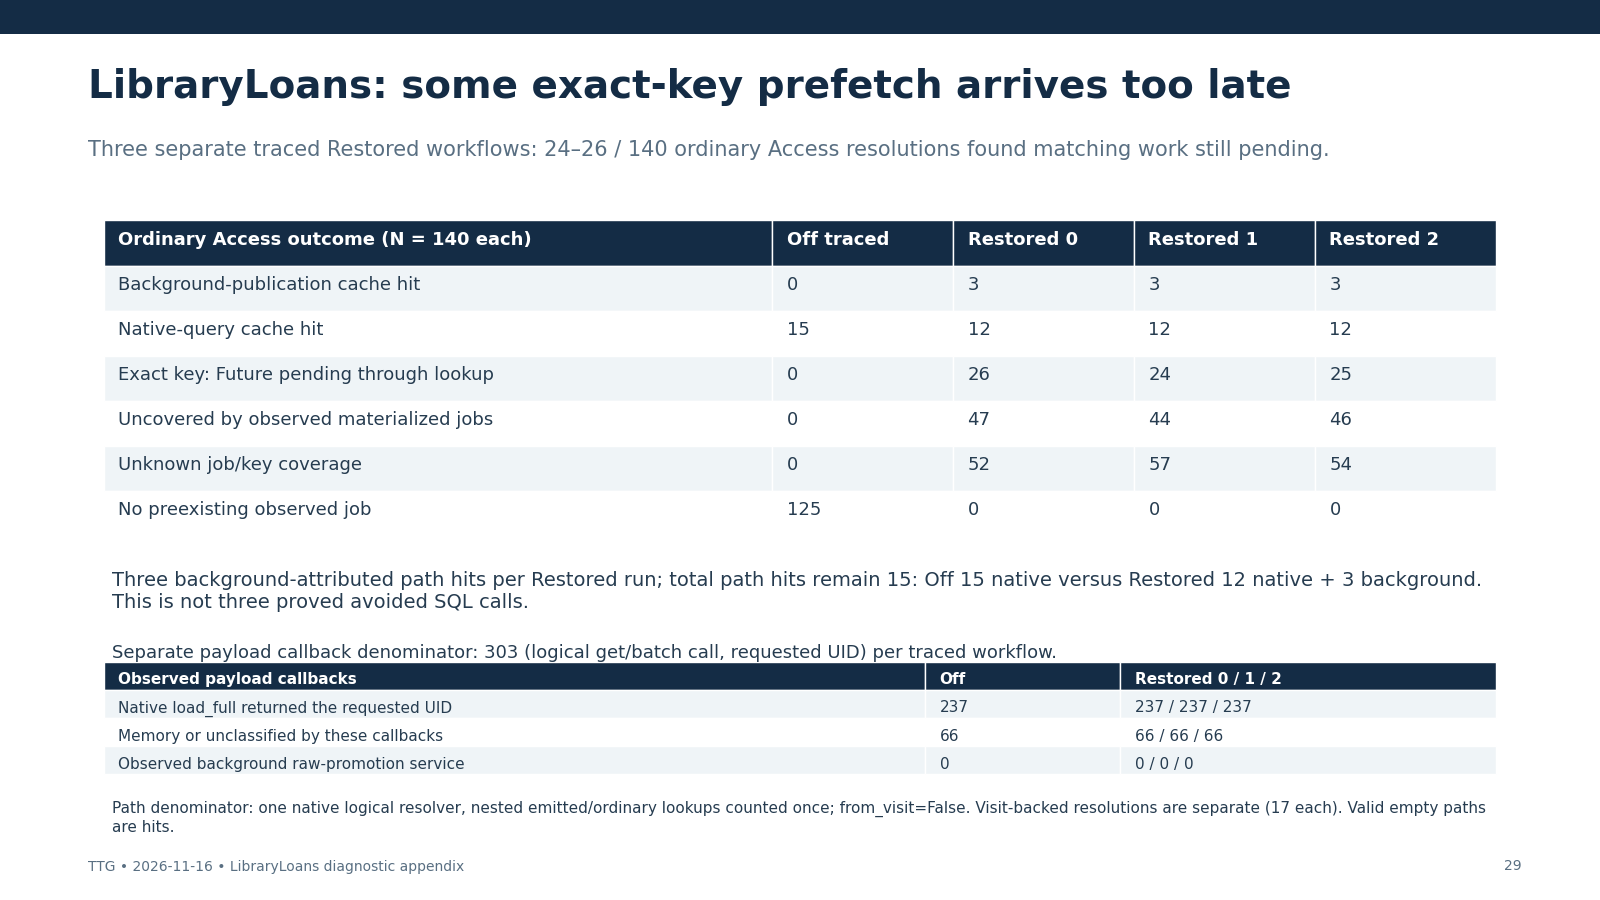 LibraryLoans: some exact-key prefetch arrives too late
Three separate traced Restored workflows: 24–26 / 140 ordinary Access resolutions found matching work still pending.
Ordinary Access outcome (N = 140 each) Off traced Restored 0 Restored 1 Restored 2
Background-publication cache hit 0 3 3 3
Native-query cache hit 15 12 12 12
Exact key: Future pending through lookup 0 26 24 25
Uncovered by observed materialized jobs 0 47 44 46
Unknown job/key coverage 0 52 57 54
No preexisting observed job 125 0 0 0
Three background-attributed path hits per Restored run; total path hits remain 15: Off 15 native versus Restored 12 native + 3 background.
This is not three proved avoided SQL calls.
Separate payload callback denominator: 303 (logical get/batch call, requested UID) per traced workflow.
Observed payload callbacks Off Restored 0 / 1 / 2
Native load_full returned the requested UID 237 237 / 237 / 237
Memory or unclassified by these callbacks 66 66 / 66 / 66
Observed background raw-promotion service 0 0 / 0 / 0
Path denominator: one native logical resolver, nested emitted/ordinary lookups counted once; from_visit=False. Visit-backed resolutions are separate (17 each). Valid empty paths
are hits.
TTG • 2026-11-16 • LibraryLoans diagnostic appendix 29